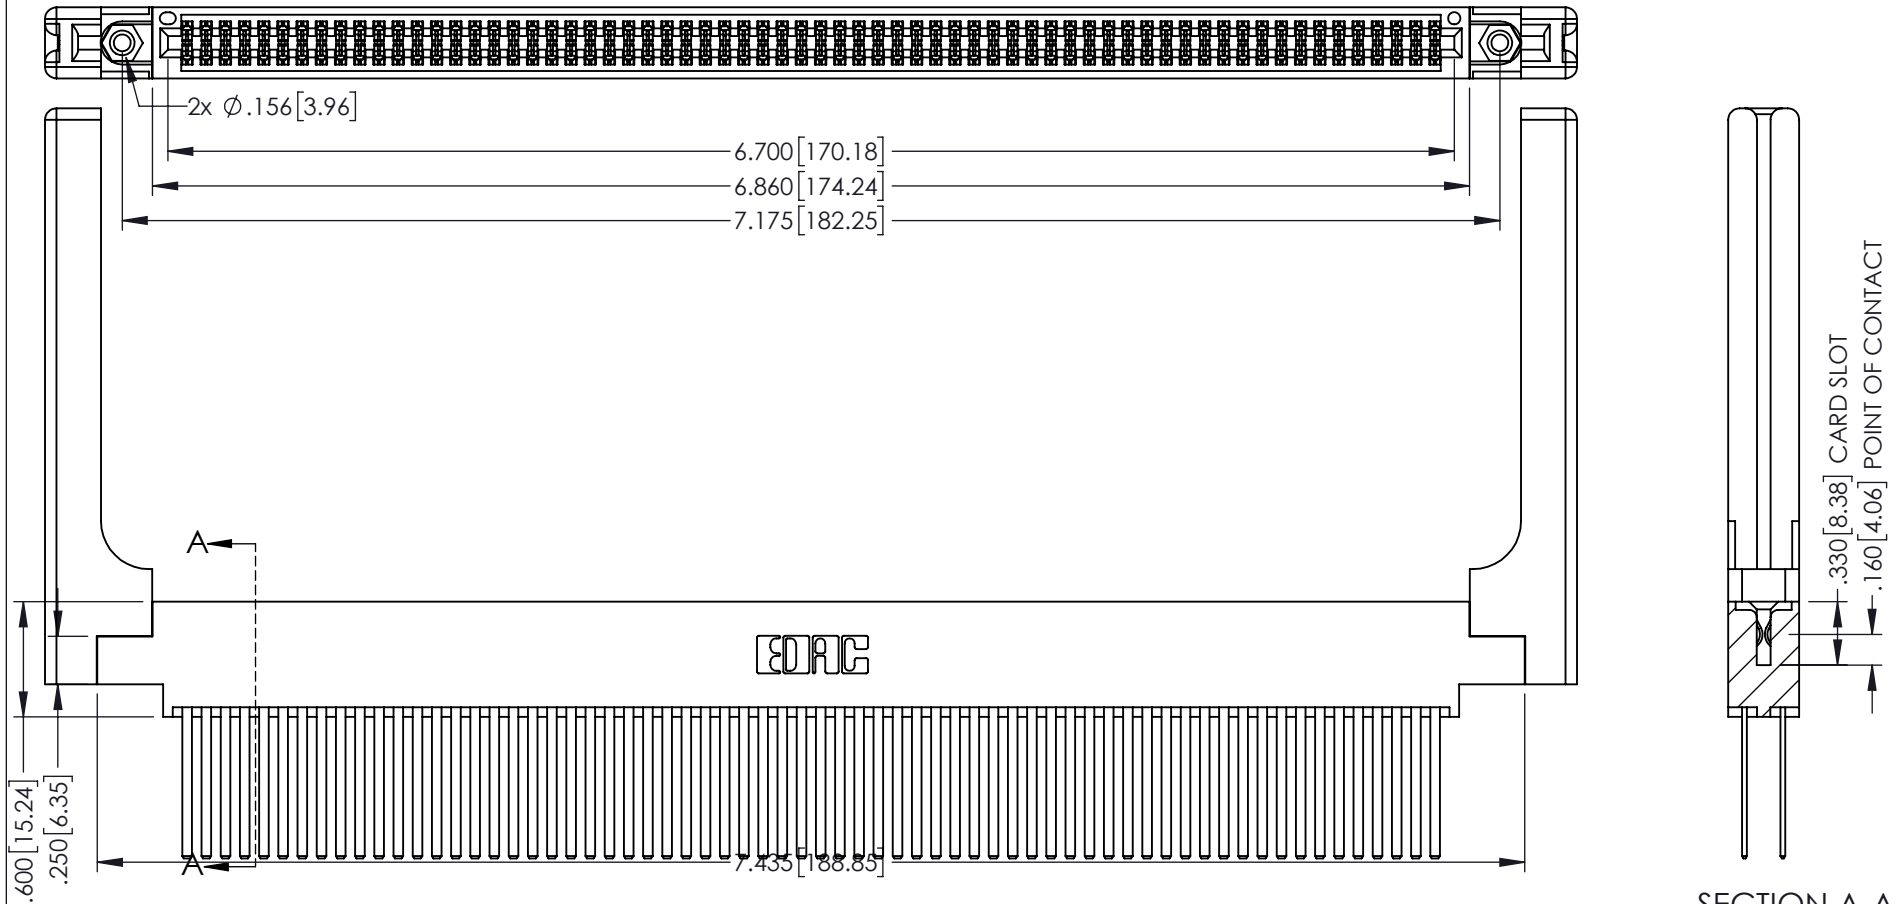 2x Ø.156[3.96]
6.700[170.18]
6.860[174.24]
7.175[182.25]
.330[8.38] CARD SLOT
.160[4.06] POINT OF CONTACT
A
EDAC
.600[15.24]
.250[6.35]
A
7.435[188.85]
SECTION A-A